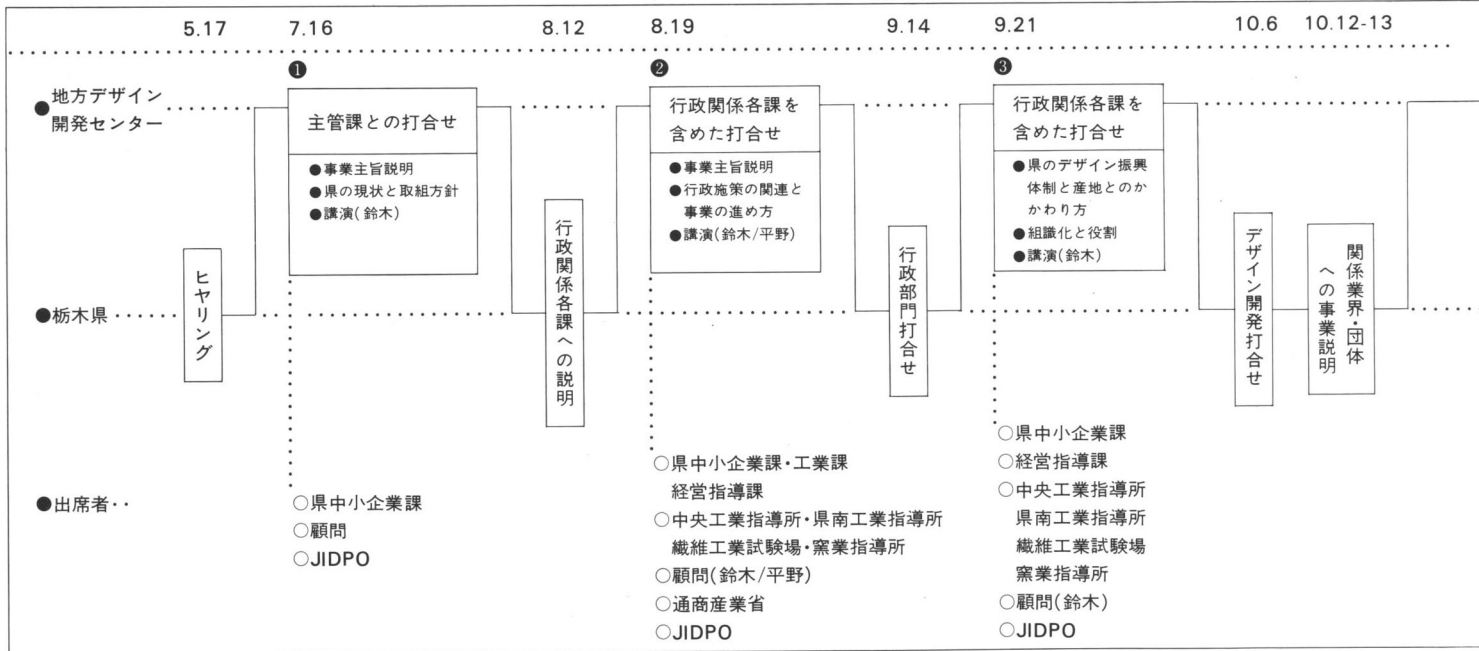 5.17 7.16 8.12 8.19 9.14 9.21 10.6 10.12-13
●地方デザイン
開発センター
❶
主管課との打合せ
●事業主旨説明
●県の現状と取組方針
●講演(鈴木)
❷
行政関係各課を
含めた打合せ
●事業主旨説明
●行政施策の関連と
事業の進め方
●講演(鈴木/平野)
❸
行政関係各課を
含めた打合せ
●県のデザイン振興
体制と産地とのか
かわり方
●組織化と役割
●講演(鈴木)
●栃木県
ヒヤリング
行政関係各課への説明
行政部門打合せ
デザイン開発打合せ
関係業界・団体
への事業説明
●出席者
○県中小企業課
○顧問
○JIDPO
○県中小企業課・工業課
経営指導課
○中央工業指導所・県南工業指導所
繊維工業試験場・窯業指導所
○顧問(鈴木/平野)
○通商産業省
○JIDPO
○県中小企業課
○経営指導課
○中央工業指導所
県南工業指導所
繊維工業試験場
窯業指導所
○顧問(鈴木)
○JIDPO